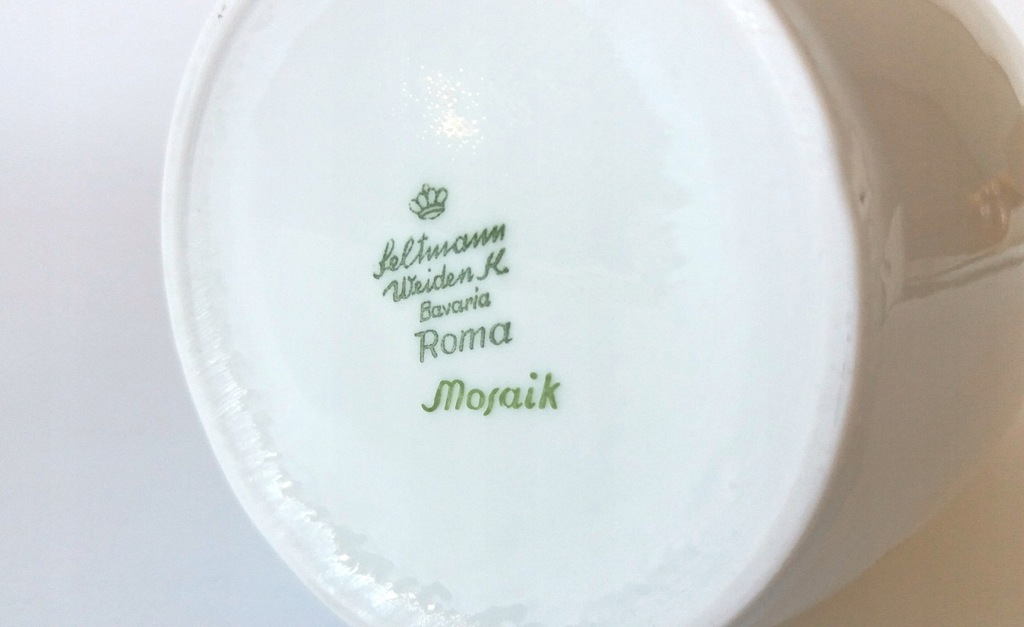 Seltmann
Weiden K.
Bavaria
Roma
Moſaik